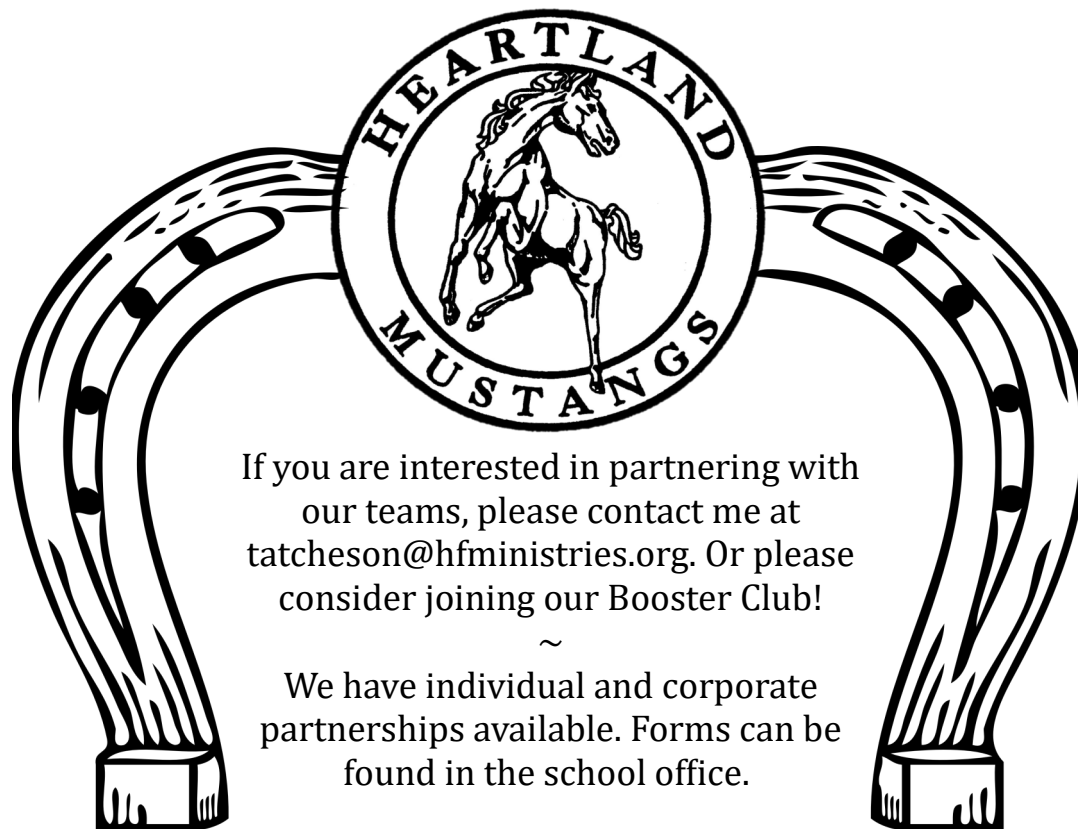 HEARTLAND
MUSTANGS
If you are interested in partnering with
our teams, please contact me at
tatcheson@hfministries.org. Or please
consider joining our Booster Club!
~
We have individual and corporate
partnerships available. Forms can be
found in the school office.